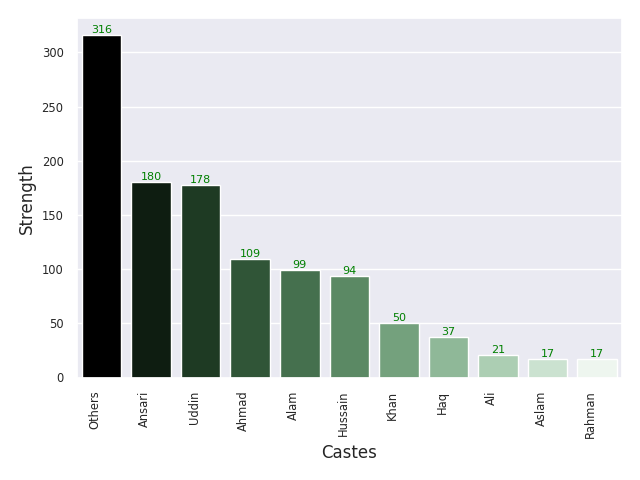 316
180
178
109
99
94
50
37
21
17
17
300
250
200
150
100
50
0
Strength
Others
Ansari
Uddin
Ahmad
Alam
Hussain
Khan
Haq
Ali
Aslam
Rahman
Castes